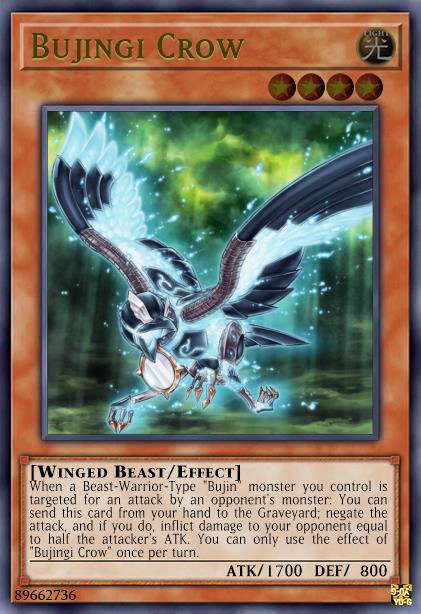 Bujingi Crow
LIGHT
光
[Winged Beast/Effect]
When a Beast-Warrior-Type "Bujin" monster you control is
targeted for an attack by an opponent's monster: You can
send this card from your hand to the Graveyard; negate the
attack, and if you do, inflict damage to your opponent equal
to half the attacker's ATK. You can only use the effect of
"Bujingi Crow" once per turn.
ATK/1700 DEF/ 800
89662736